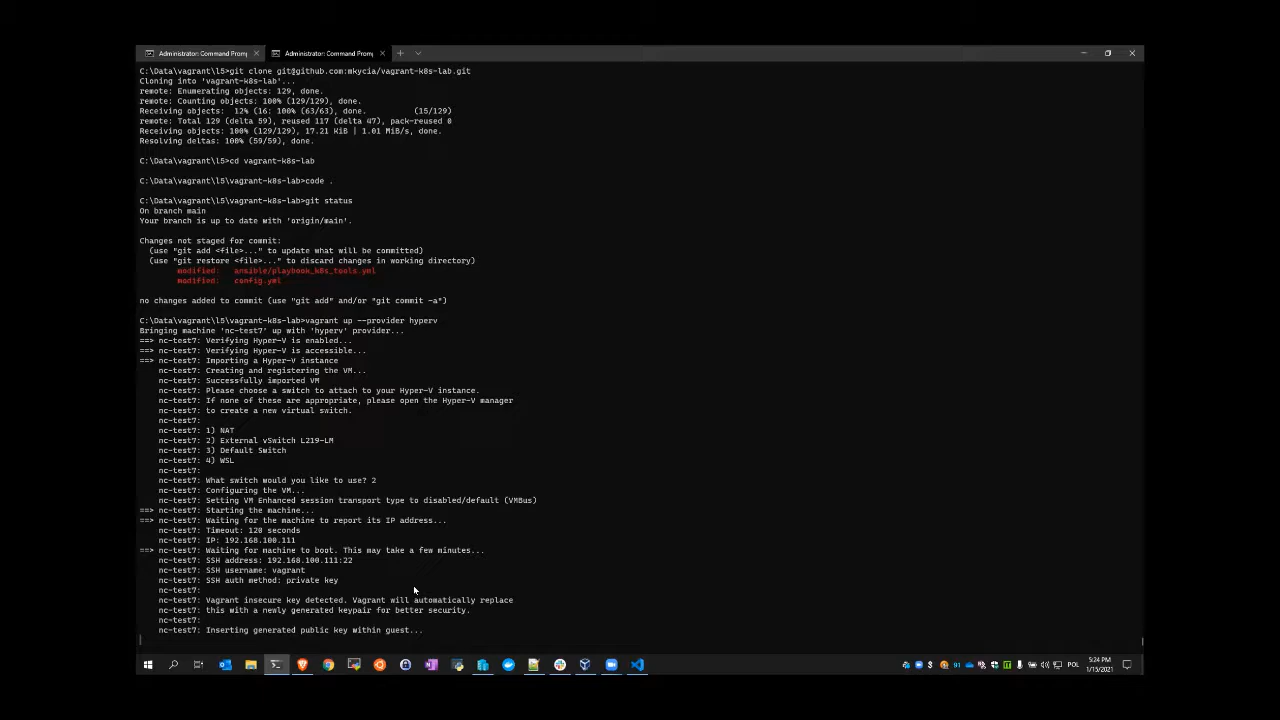 Administrator: Command Promp
Administrator: Command Promp
C:\Data\vagrant\l5>git clone git@github.com:mkycia/vagrant-k8s-lab.git
Cloning into 'vagrant-k8s-lab'...
remote: Enumerating objects: 129, done.
remote: Counting objects: 100% (129/129), done.
Receiving objects:  12% (16: 100% (63/63), done.        (15/129)
remote: Total 129 (delta 59), reused 117 (delta 47), pack-reused 0
Receiving objects: 100% (129/129), 17.21 KiB | 1.01 MiB/s, done.
Resolving deltas: 100% (59/59), done.
C:\Data\vagrant\l5>cd vagrant-k8s-lab
C:\Data\vagrant\l5\vagrant-k8s-lab>code .
C:\Data\vagrant\l5\vagrant-k8s-lab>git status
On branch main
Your branch is up to date with 'origin/main'.
Changes not staged for commit:
  (use "git add <file>..." to update what will be committed)
  (use "git restore <file>..." to discard changes in working directory)
        modified:   ansible/playbook_k8s_tools.yml
        modified:   config.yml
no changes added to commit (use "git add" and/or "git commit -a")
C:\Data\vagrant\l5\vagrant-k8s-lab>vagrant up --provider hyperv
Bringing machine 'nc-test7' up with 'hyperv' provider...
==> nc-test7: Verifying Hyper-V is enabled...
==> nc-test7: Verifying Hyper-V is accessible...
==> nc-test7: Importing a Hyper-V instance
    nc-test7: Creating and registering the VM...
    nc-test7: Successfully imported VM
    nc-test7: Please choose a switch to attach to your Hyper-V instance.
    nc-test7: If none of these are appropriate, please open the Hyper-V manager
    nc-test7: to create a new virtual switch.
    nc-test7:
    nc-test7: 1) NAT
    nc-test7: 2) External vSwitch L219-LM
    nc-test7: 3) Default Switch
    nc-test7: 4) WSL
    nc-test7:
    nc-test7: What switch would you like to use? 2
    nc-test7: Configuring the VM...
    nc-test7: Setting VM Enhanced session transport type to disabled/default (VMBus)
==> nc-test7: Starting the machine...
==> nc-test7: Waiting for the machine to report its IP address...
    nc-test7: Timeout: 120 seconds
    nc-test7: IP: 192.168.100.111
==> nc-test7: Waiting for machine to boot. This may take a few minutes...
    nc-test7: SSH address: 192.168.100.111:22
    nc-test7: SSH username: vagrant
    nc-test7: SSH auth method: private key
    nc-test7:
    nc-test7: Vagrant insecure key detected. Vagrant will automatically replace
    nc-test7: this with a newly generated keypair for better security.
    nc-test7:
    nc-test7: Inserting generated public key within guest...
91
POL
5:24 PM
1/15/2021